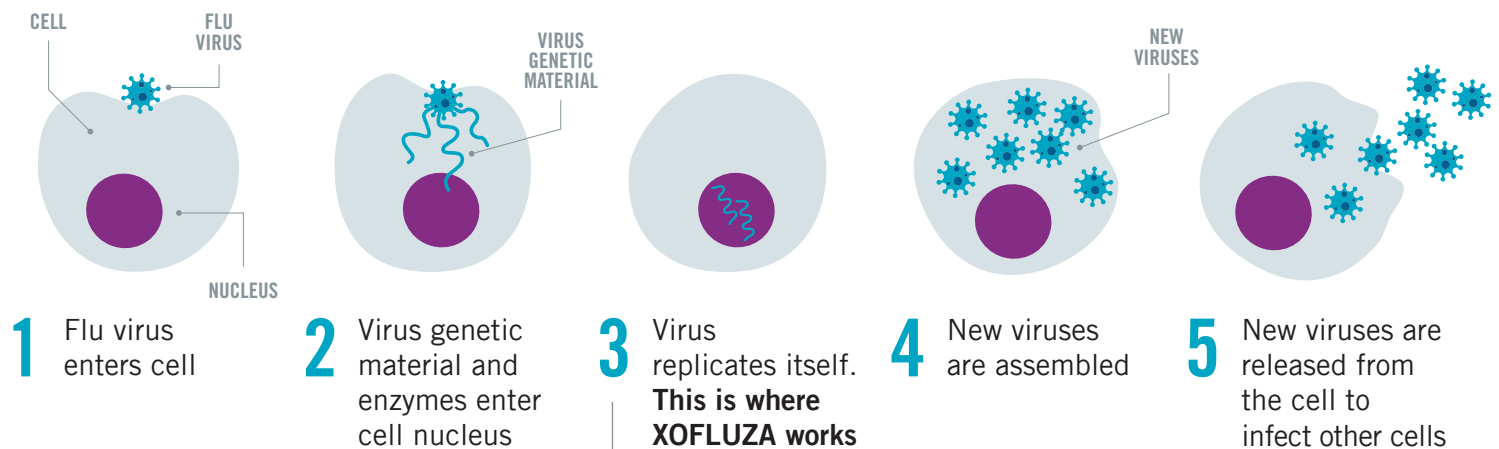 CELL
FLU
VIRUS
NUCLEUS
VIRUS
GENETIC
MATERIAL
NEW
VIRUSES
1
Flu virus
enters cell
2
Virus genetic
material and
enzymes enter
cell nucleus
3
Virus
replicates itself.
This is where
XOFLUZA works
4
New viruses
are assembled
5
New viruses are
released from
the cell to
infect other cells